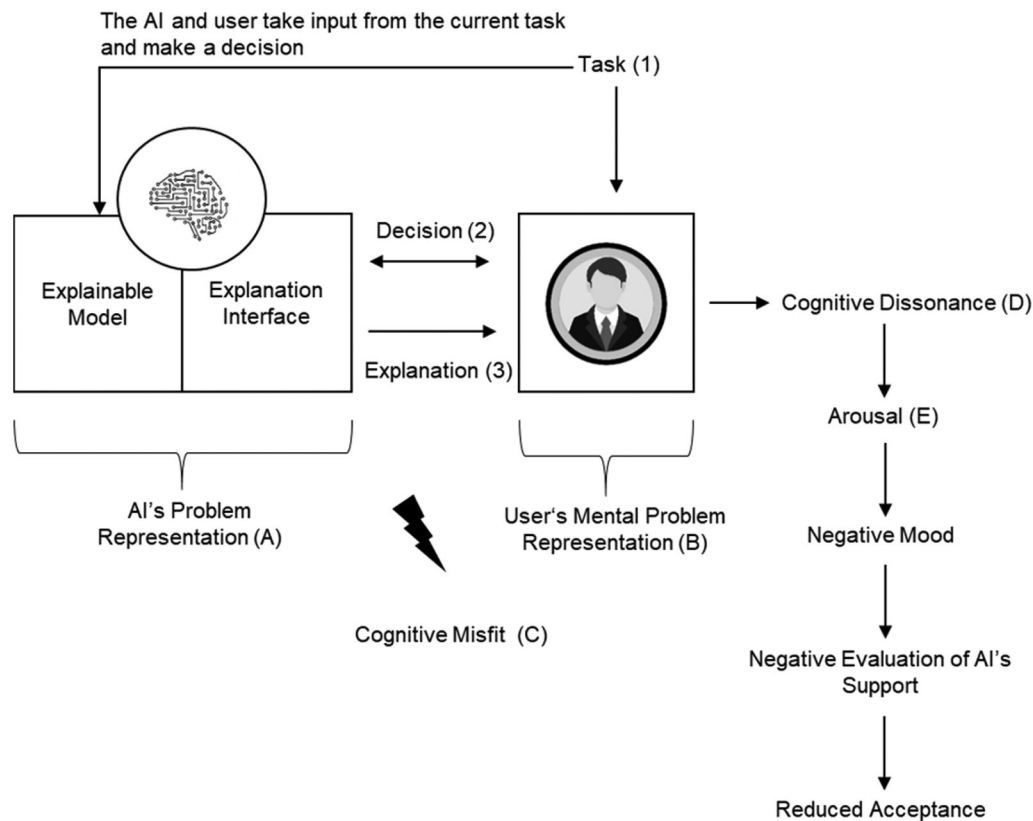 The AI and user take input from the current task
and make a decision
Task (1)
Decision (2)
Explainable
Model
Explanation
Interface
Explanation (3)
Cognitive Dissonance (D)
Arousal (E)
AI's Problem
Representation (A)
User‘s Mental Problem
Representation (B)
Negative Mood
Cognitive Misfit (C)
Negative Evaluation of AI's
Support
Reduced Acceptance